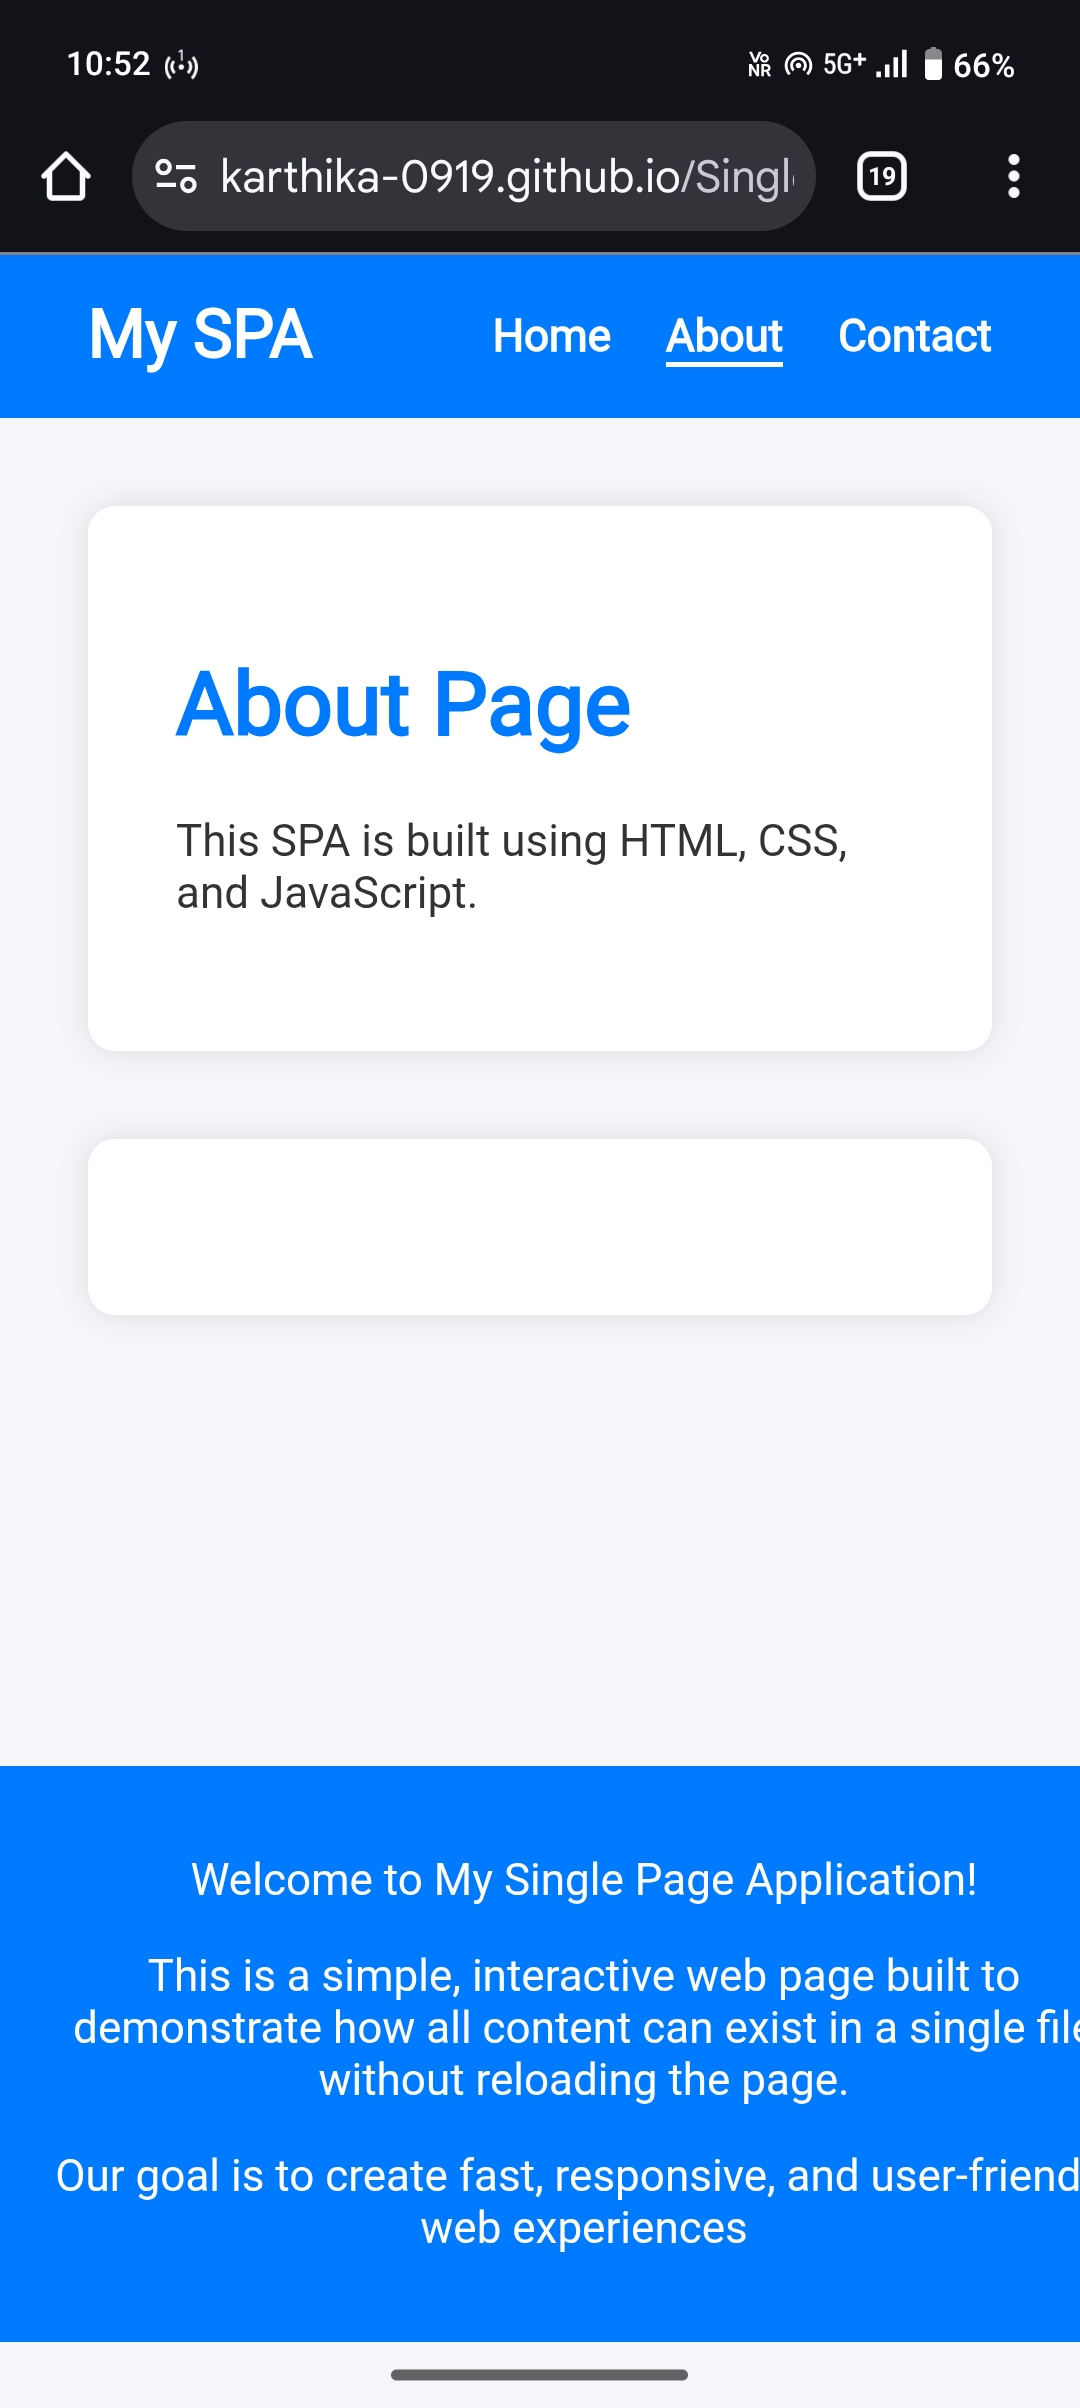 10:52
VoNR 5G+ 66%
karthika-0919.github.io/Singl
19
My SPA Home About Contact
About Page
This SPA is built using HTML, CSS,
and JavaScript.
Welcome to My Single Page Application!
This is a simple, interactive web page built to
demonstrate how all content can exist in a single file
without reloading the page.
Our goal is to create fast, responsive, and user-friend
web experiences